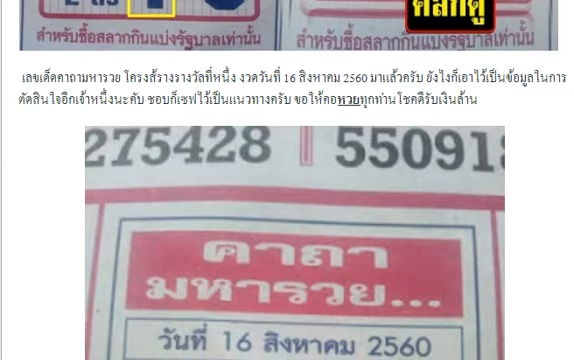 คลิกดู
สำหรับซื้อสลากกินแบ่งรัฐบาลเท่านั้น
สำหรับซื้อสลากกินแบ่งรัฐบาลเท่านั้น
เลขเด็ดคาถามหารวย โครงสร้างรางวัลที่หนึ่ง งวดวันที่ 16 สิงหาคม 2560 มาแล้วครับ ยังไงก็เอาไว้เป็นข้อมูลในการ
ตัดสินใจอีกเจ้าหนึ่งนะคับ ชอบก็เซฟไว้เป็นแนวทางครับ ขอให้คอหวยทุกท่านโชคดีรับเงินล้าน
275428 550918
คาถา
มหารวย...
วันที่ 16 สิงหาคม 2560